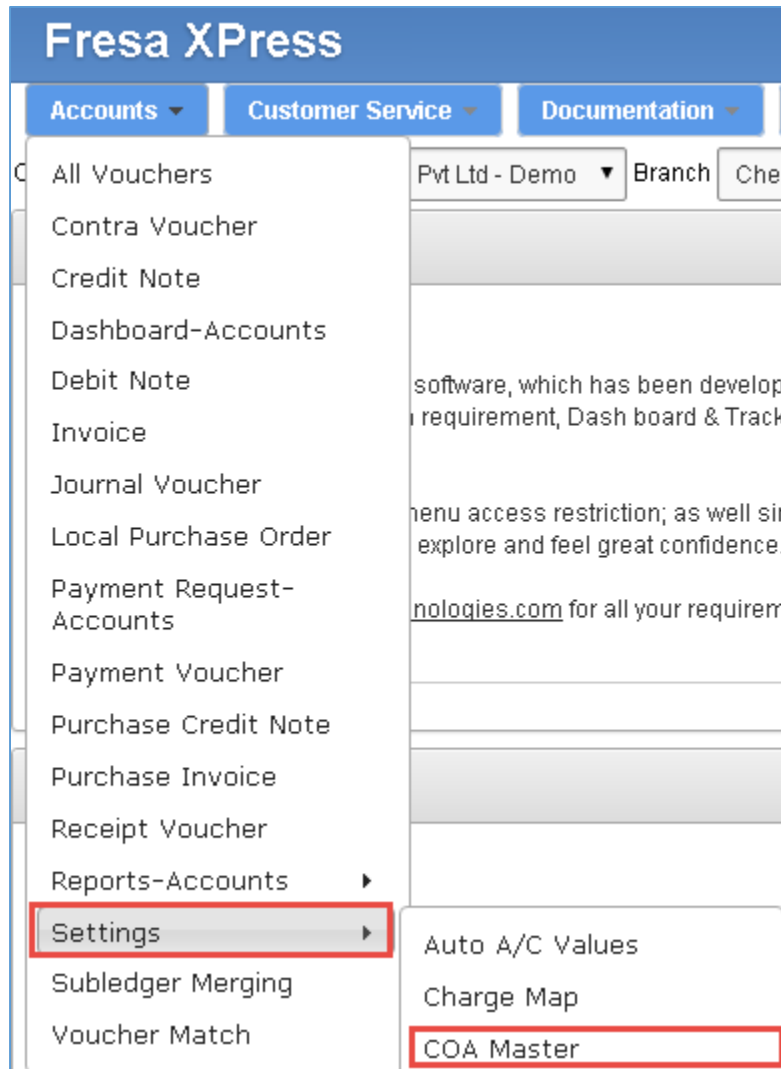 Fresa XPress
Accounts Customer Service Documentation
Pvt Ltd - Demo Branch Che
All Vouchers
Contra Voucher
Credit Note
Dashboard-Accounts
Debit Note
software, which has been develop
Invoice
requirement, Dash board & Track
Journal Voucher
menu access restriction; as well sin
Local Purchase Order
explore and feel great confidence.
Payment Request-
Accounts
nologies.com for all your requirem
Payment Voucher
Purchase Credit Note
Purchase Invoice
Receipt Voucher
Reports-Accounts
Settings
Auto A/C Values
Subledger Merging
Charge Map
Voucher Match
COA Master